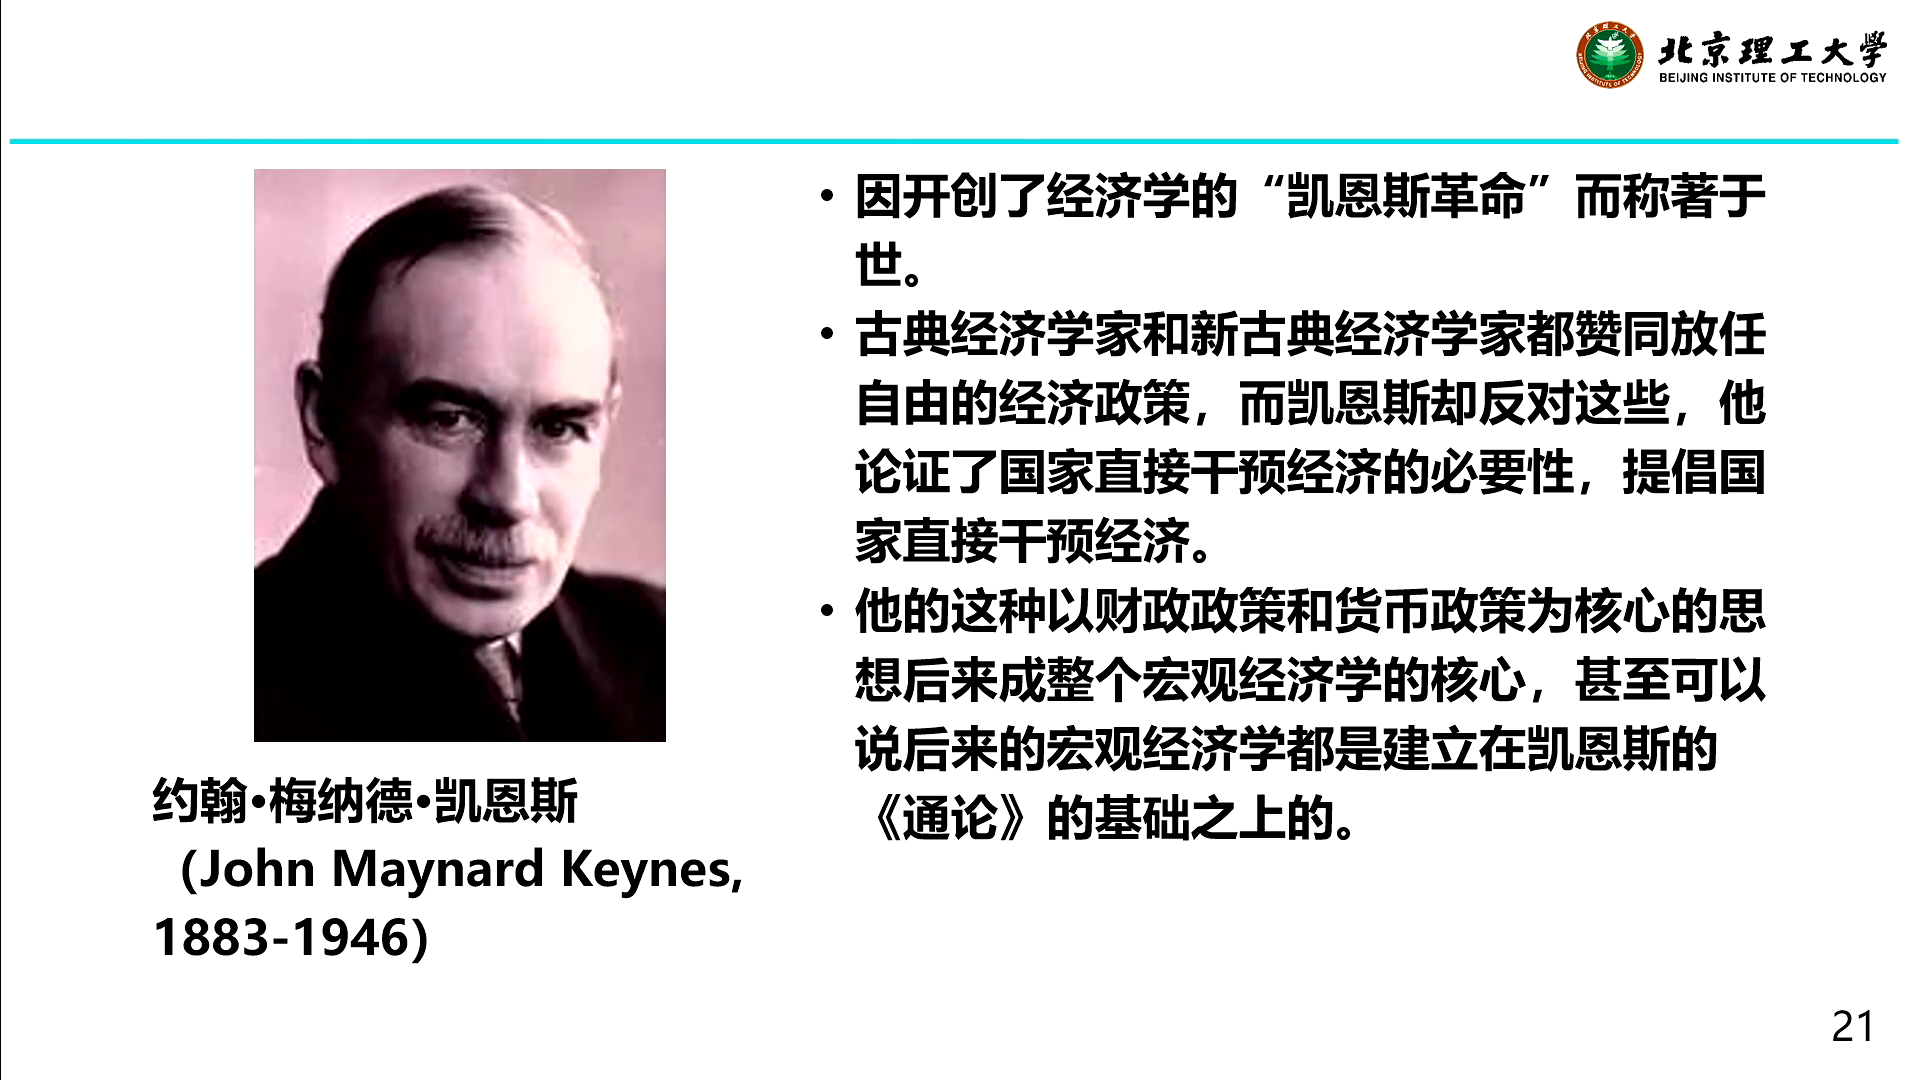 北京理工大学
BEIJING INSTITUTE OF TECHNOLOGY
约翰•梅纳德•凯恩斯
（John Maynard Keynes,
1883-1946）
• 因开创了经济学的“凯恩斯革命”而称著于
世。
• 古典经济学家和新古典经济学家都赞同放任
自由的经济政策，而凯恩斯却反对这些，他
论证了国家直接干预经济的必要性，提倡国
家直接干预经济。
• 他的这种以财政政策和货币政策为核心的思
想后来成整个宏观经济学的核心，甚至可以
说后来的宏观经济学都是建立在凯恩斯的
《通论》的基础之上的。
21